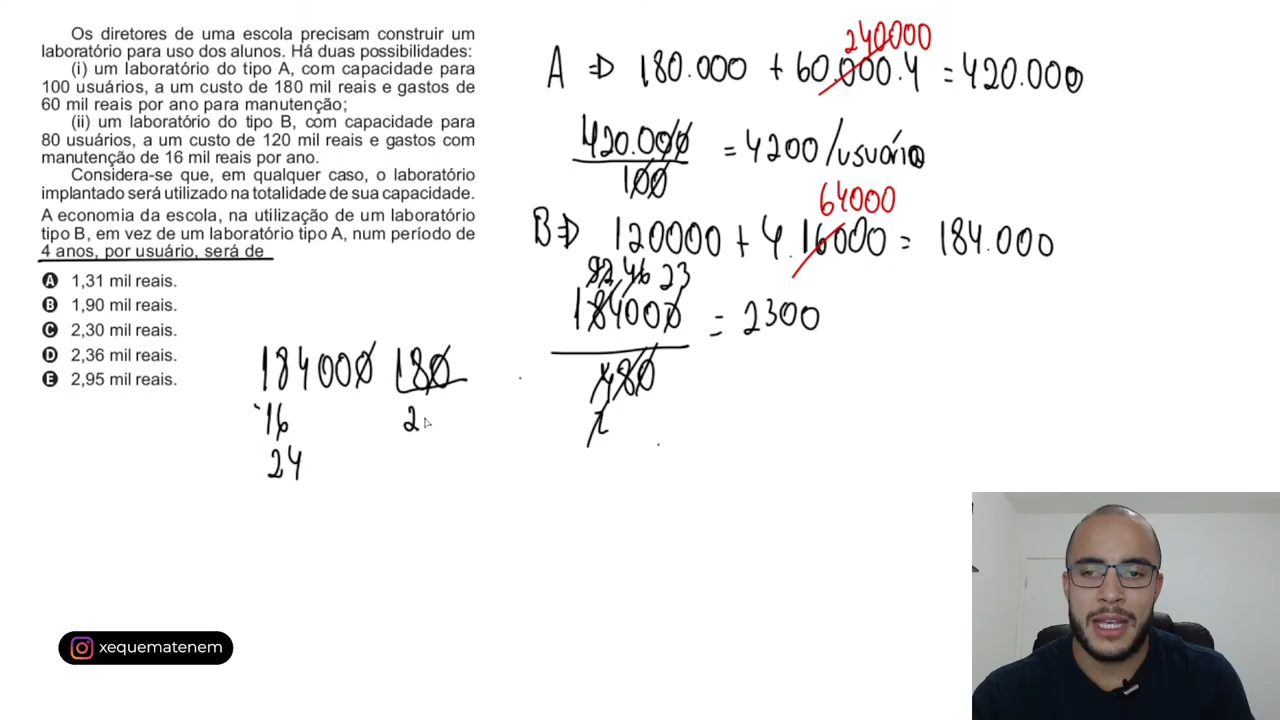 Os diretores de uma escola precisam construir um
laboratório para uso dos alunos. Há duas possibilidades:
(i) um laboratório do tipo A, com capacidade para
100 usuários, a um custo de 180 mil reais e gastos de
60 mil reais por ano para manutenção;
(ii) um laboratório do tipo B, com capacidade para
80 usuários, a um custo de 120 mil reais e gastos com
manutenção de 16 mil reais por ano.
Considera-se que, em qualquer caso, o laboratório
implantado será utilizado na totalidade de sua capacidade.
A economia da escola, na utilização de um laboratório
tipo B, em vez de um laboratório tipo A, num período de
4 anos, por usuário, será de
A 1,31 mil reais.
B 1,90 mil reais.
C 2,30 mil reais.
D 2,36 mil reais.
E 2,95 mil reais.
184000 80
16 2
24
240000
A ⇒ 180.000 + 60.000.4 = 420.000
420.000 = 4200/usuário
100
64000
B ⇒ 120000 + 4.16000 = 184.000
92 46 23
184000 = 2300
80
xequematenem